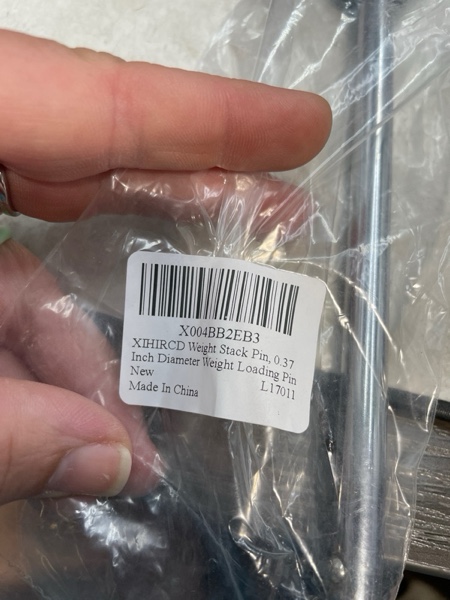 X004BB2EB3
XIHIRCD Weight Stack Pin, 0.37
Inch Diameter Weight Loading Pin
New
Made In China L17011